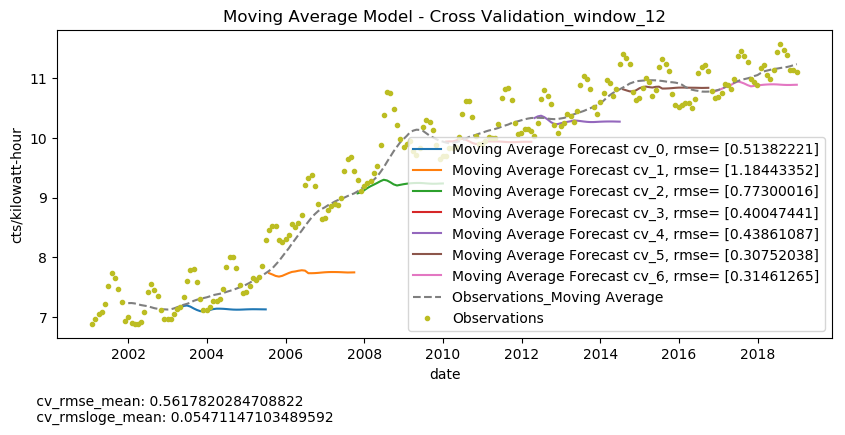 Moving Average Model - Cross Validation_window_12
cts/kilowatt-hour
11
10
9
8
7
Moving Average Forecast cv_0, rmse= [0.51382221]
Moving Average Forecast cv_1, rmse= [1.18443352]
Moving Average Forecast cv_2, rmse= [0.77300016]
Moving Average Forecast cv_3, rmse= [0.40047441]
Moving Average Forecast cv_4, rmse= [0.43861087]
Moving Average Forecast cv_5, rmse= [0.30752038]
Moving Average Forecast cv_6, rmse= [0.31461265]
Observations_Moving Average
Observations
2002 2004 2006 2008 2010 2012 2014 2016 2018
date
cv_rmse_mean: 0.5617820284708822
cv_rmsloge_mean: 0.05471147103489592